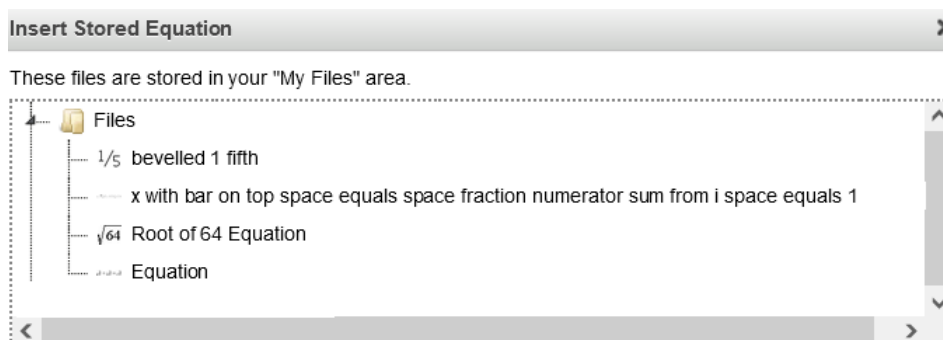 Insert Stored Equation
These files are stored in your "My Files" area.
Files
1/5 bevelled 1 fifth
x with bar on top space equals space fraction numerator sum from i space equals 1
√64 Root of 64 Equation
Equation